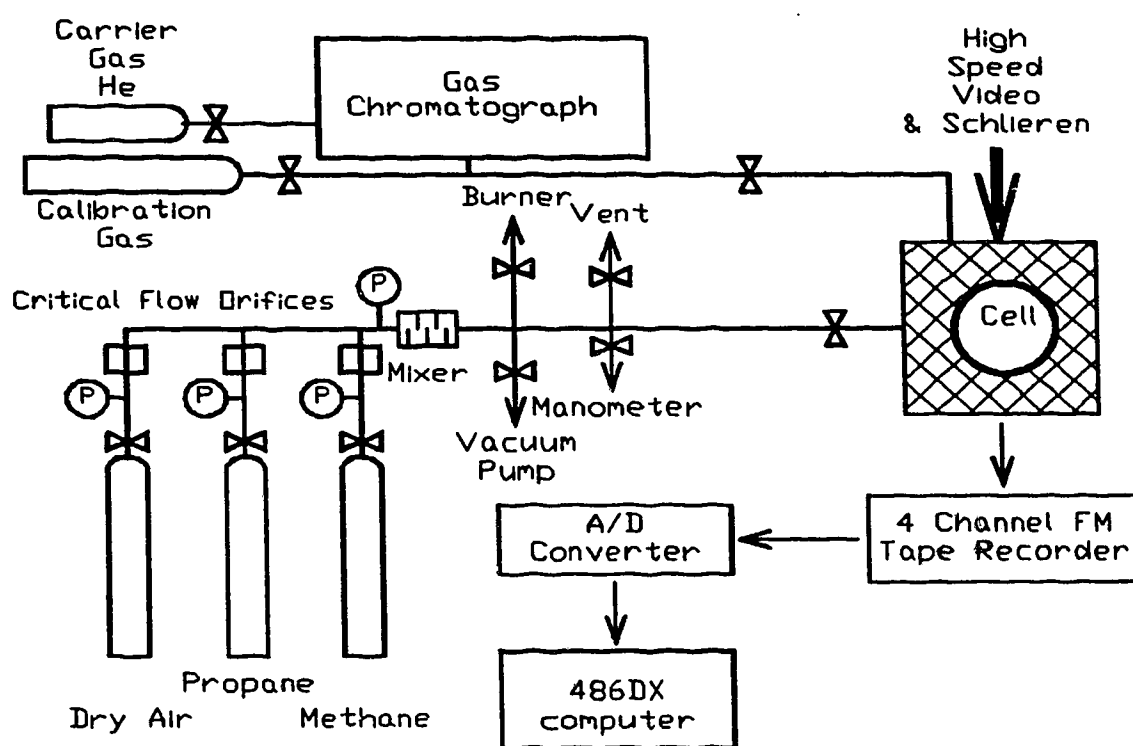 Carrier
Gas
He
Gas
Chromatograph
High
Speed
Video
& Schlieren
Calibration
Gas
Burner
Vent
Critical Flow Orifices
P
Mixer
Cell
P
P
P
Manometer
Vacuum
Pump
A/D
Converter
4 Channel FM
Tape Recorder
Propane
Dry Air
Methane
486DX
computer